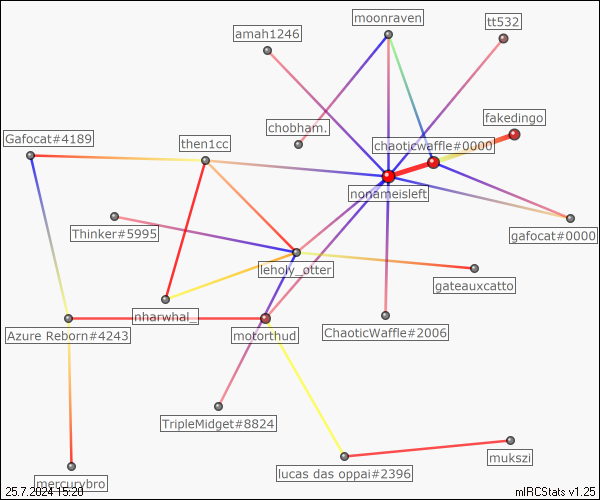 moonraven
tt532
amah1246
fakedingo
chobham.
Gafocat#4189
then1cc
chaoticwaffle#0000
nonameisleft
Thinker#5995
gafocat#0000
leholy_otter
gateauxcatto
nharwhal_
Azure Reborn#4243
motorthud
ChaoticWaffle#2006
TripleMidget#8824
lucas das oppai#2396
mukszi
mercurybro
25.7.2024 15:20
mIRCStats v1.25